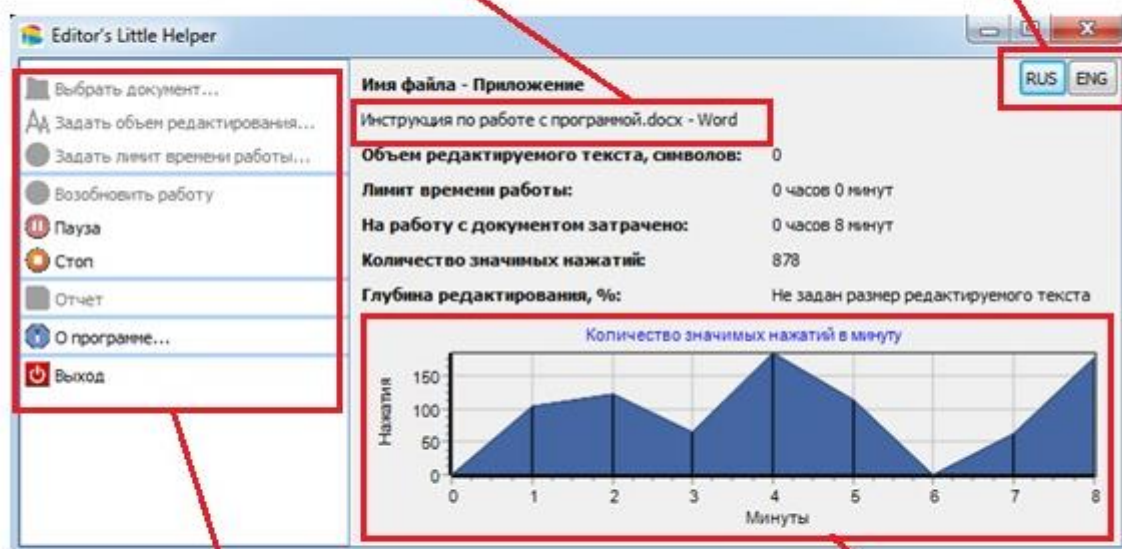 Editor's Little Helper
Выбрать документ...
Задать объем редактирования...
Задать лимит времени работы...
Возобновить работу
Пауза
Стоп
Отчет
О программе...
Выход
RUS ENG
Имя файла - Приложение
Инструкция по работе с программой.docx - Word
Объем редактируемого текста, символов: 0
Лимит времени работы: 0 часов 0 минут
На работу с документом затрачено: 0 часов 8 минут
Количество значимых нажатий: 878
Глубина редактирования, %: Не задан размер редактируемого текста
Количество значимых нажатий в минуту
Нажатия
150
100
50
0
0 1 2 3 4 5 6 7 8
Минуты